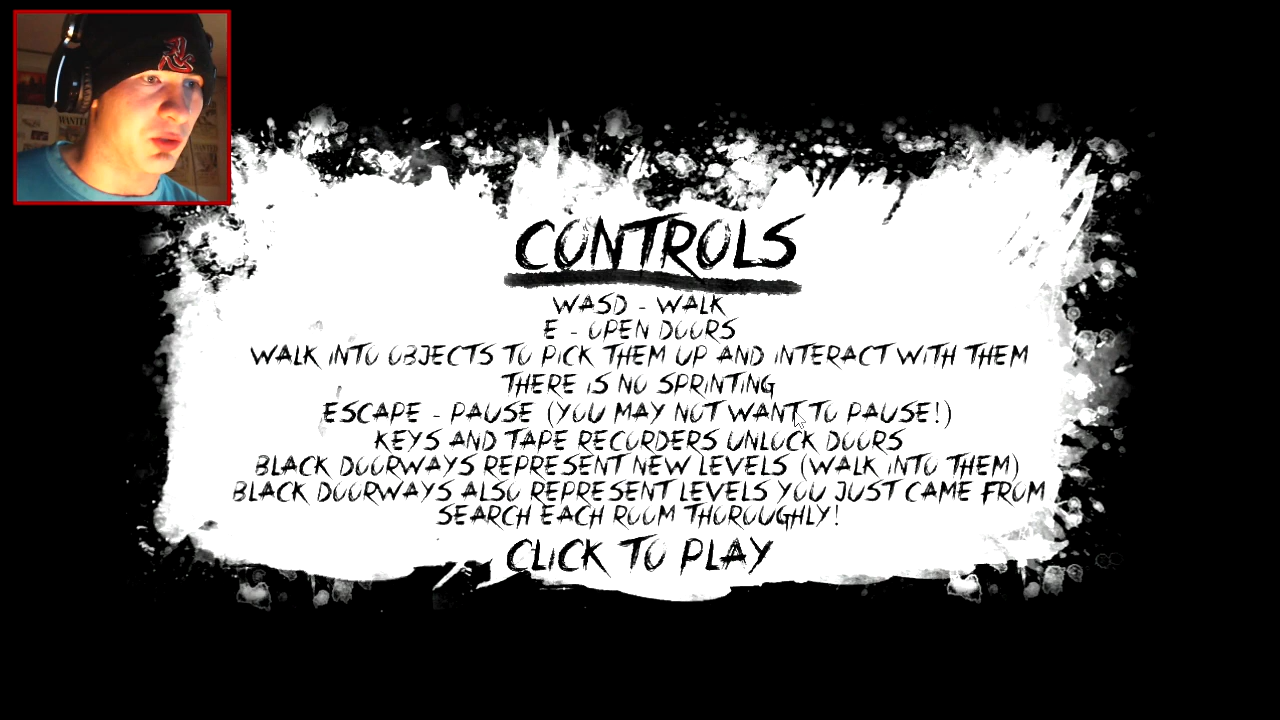 WANTED
CONTROLS
WASD - WALK
E - OPEN DOORS
WALK INTO OBJECTS TO PICK THEM UP AND INTERACT WITH THEM
THERE IS NO SPRINTING
ESCAPE - PAUSE (YOU MAY NOT WANT TO PAUSE!)
KEYS AND TAPE RECORDERS UNLOCK DOORS
BLACK DOORWAYS REPRESENT NEW LEVELS (WALK INTO THEM)
BLACK DOORWAYS ALSO REPRESENT LEVELS YOU JUST CAME FROM
SEARCH EACH ROOM THOROUGHLY!
CLICK TO PLAY